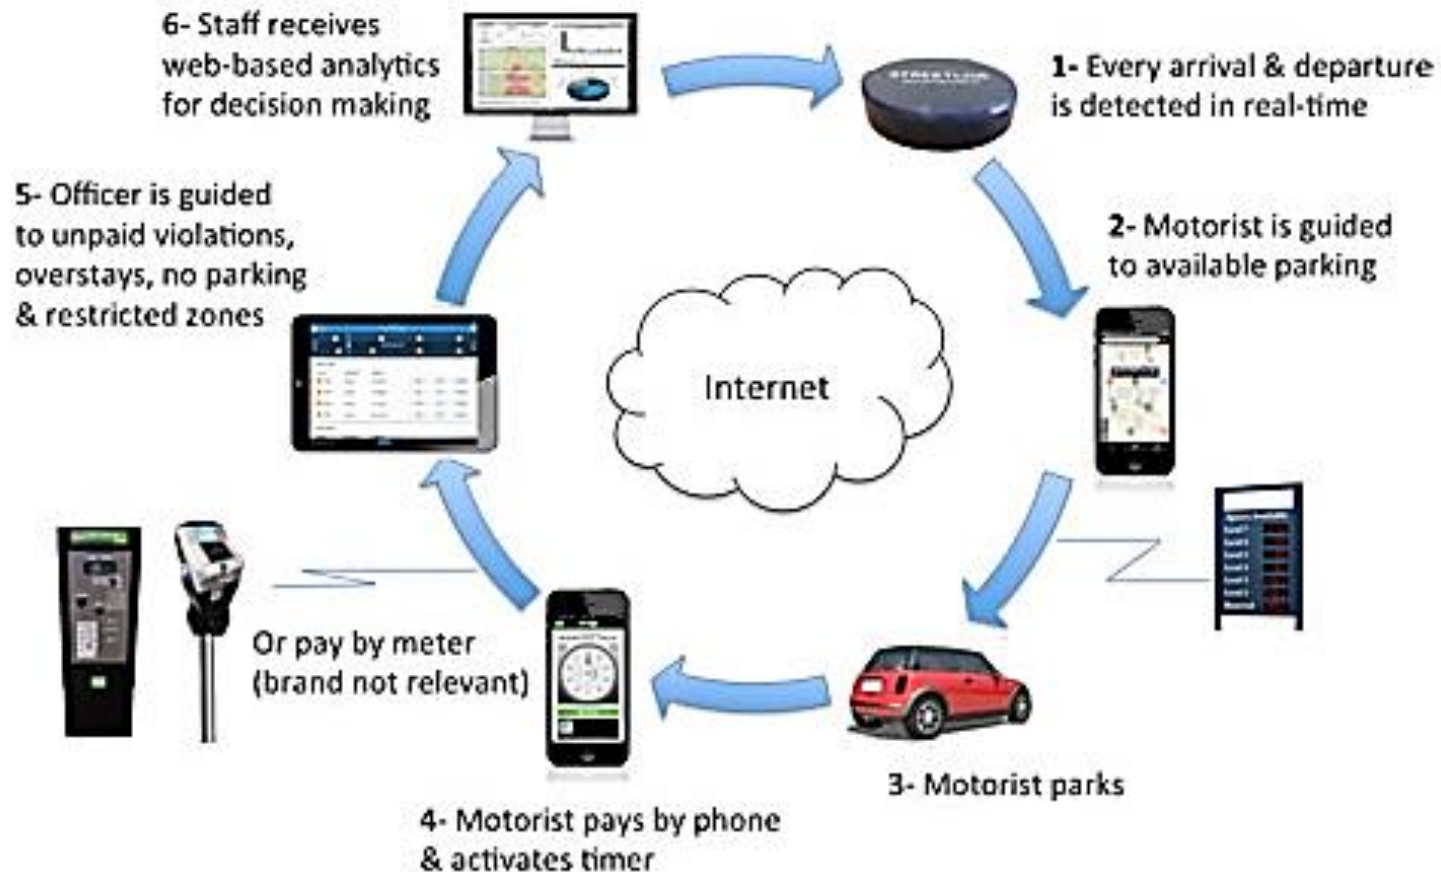 6- Staff receives
web-based analytics
for decision making
1- Every arrival & departure
is detected in real-time
2- Motorist is guided
to available parking
5- Officer is guided
to unpaid violations,
overstays, no parking
& restricted zones
Internet
Or pay by meter
(brand not relevant)
3- Motorist parks
4- Motorist pays by phone
& activates timer